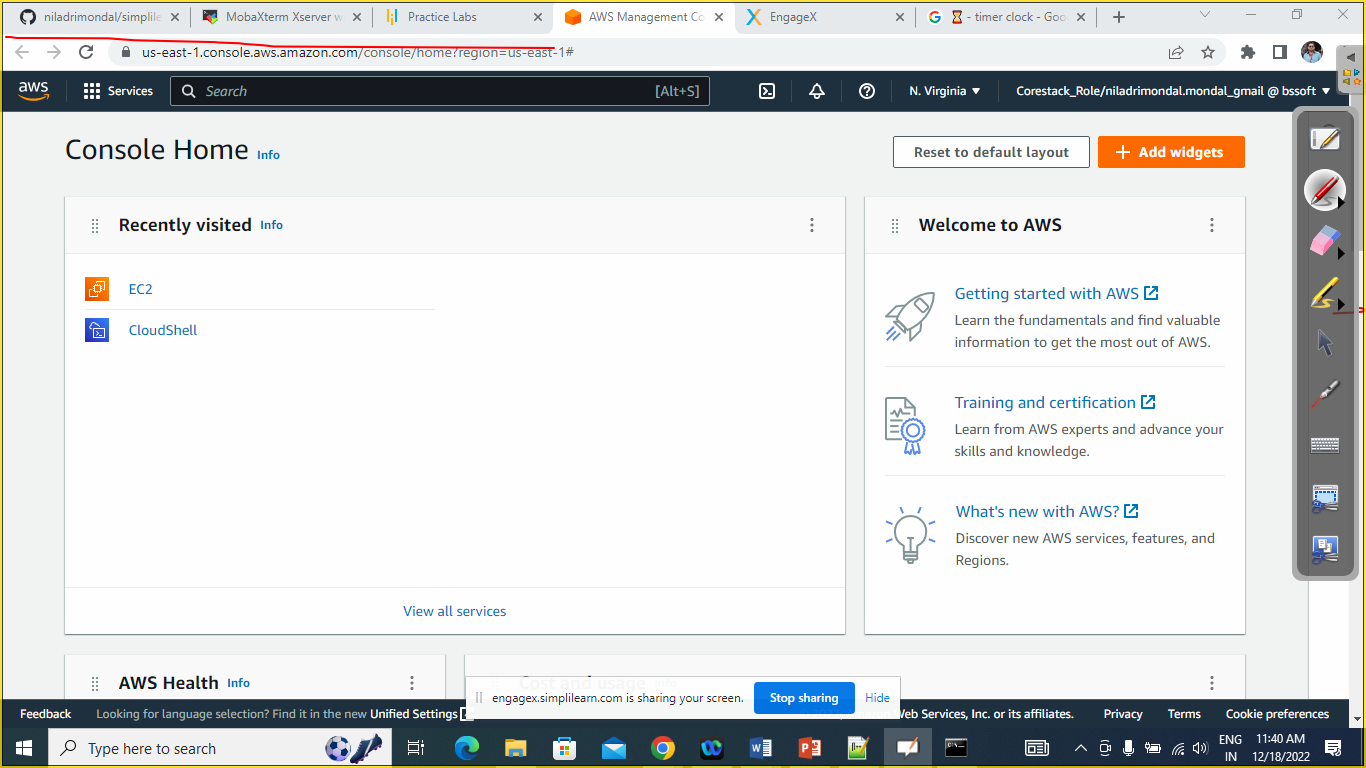 niladrimondal/simplile
MobaXterm Xserver w
Practice Labs
AWS Management Co
EngageX
- timer clock - Goo
us-east-1.console.aws.amazon.com/console/home?region=us-east-1#
aws
Services
Search
[Alt+S]
N. Virginia
Corestack_Role/niladrimondal.mondal_gmail @ bssoft
Console Home
Info
Reset to default layout
Add widgets
Recently visited
Info
EC2
CloudShell
View all services
Welcome to AWS
Getting started with AWS
Learn the fundamentals and find valuable
information to get the most out of AWS.
Training and certification
Learn from AWS experts and advance your
skills and knowledge.
What's new with AWS?
Discover new AWS services, features, and
Regions.
AWS Health
Info
Cost and usage
Info
engagex.simplilearn.com is sharing your screen.
Stop sharing
Hide
Feedback
Looking for language selection? Find it in the new Unified Settings
Web Services, Inc. or its affiliates.
Privacy
Terms
Cookie preferences
Type here to search
ENG
IN
11:40 AM
12/18/2022